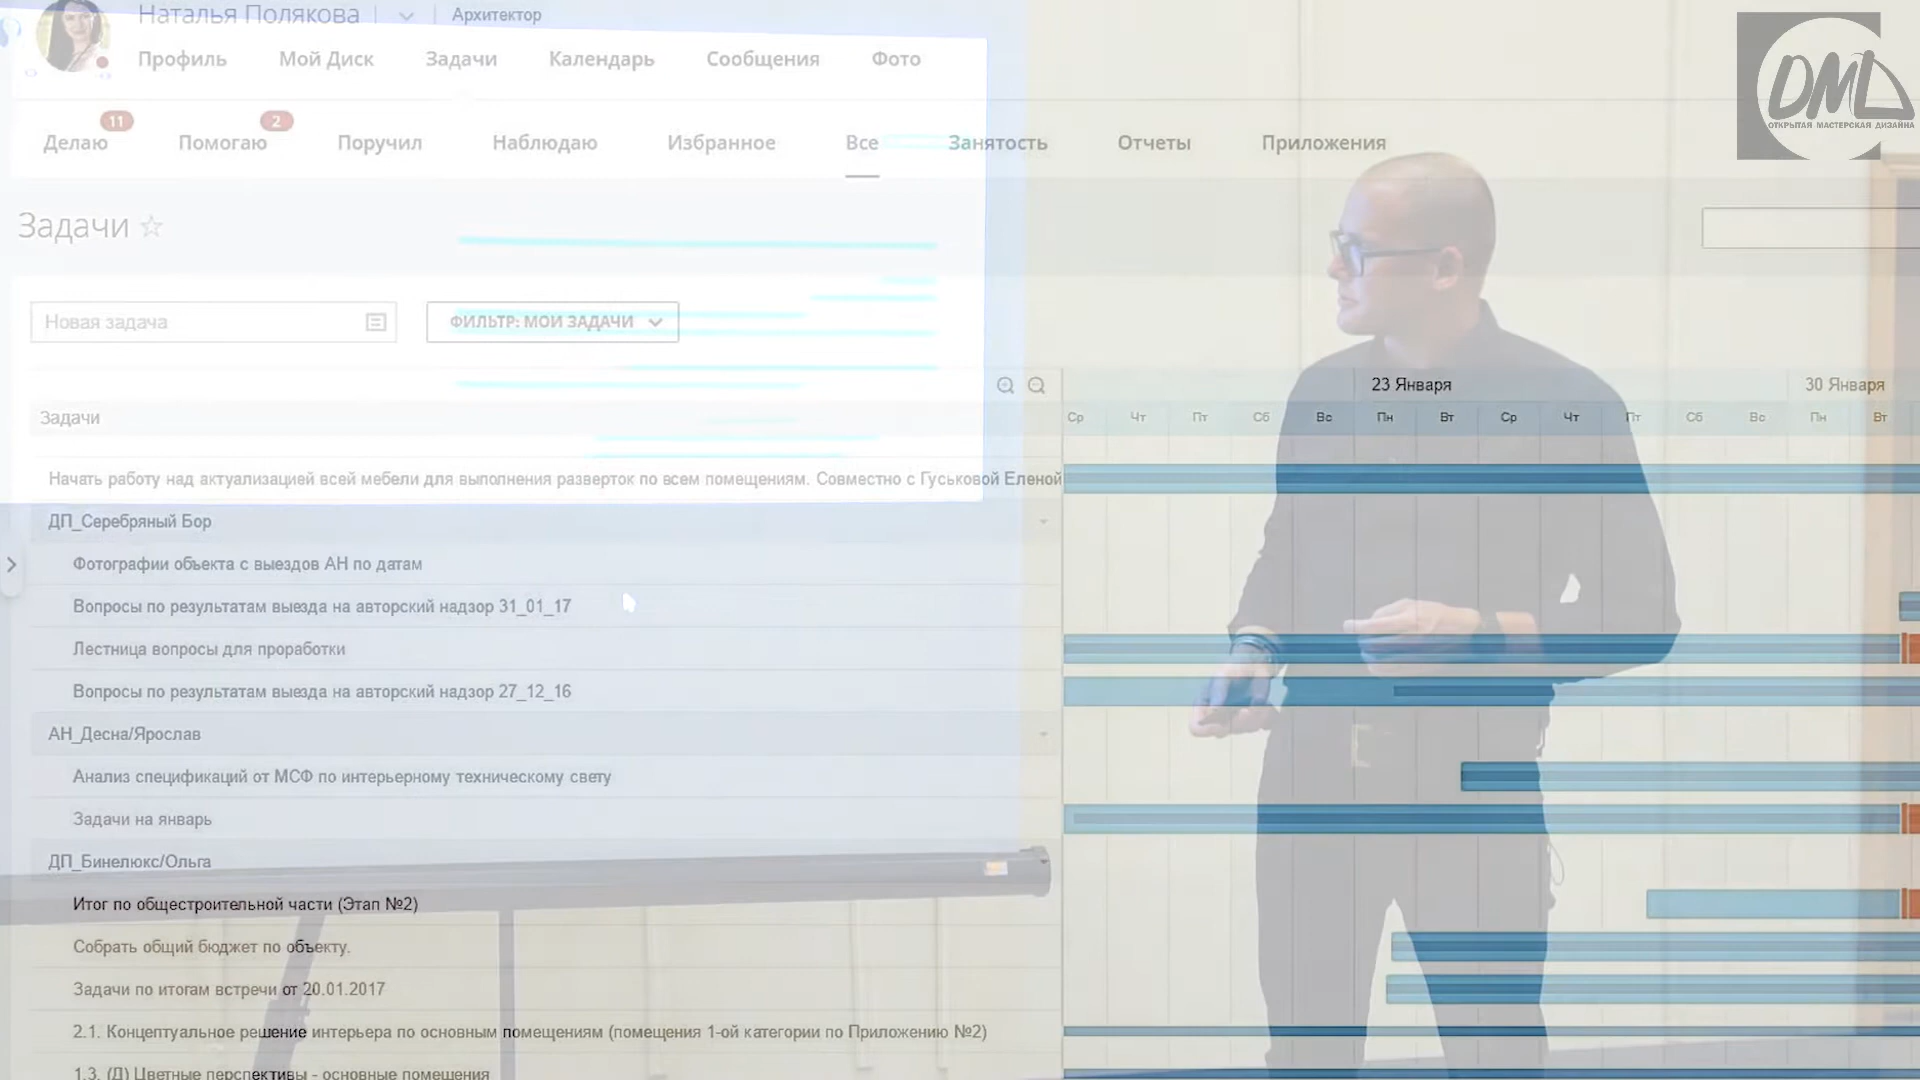 Наталья Полякова
Архитектор
Профиль
Мой Диск
Задачи
Календарь
Сообщения
Фото
11
2
Делаю
Помогаю
Поручил
Наблюдаю
Избранное
Все
Занятость
Отчеты
Приложения
DMD
ОТКРЫТАЯ МАСТЕРСКАЯ ДИЗАЙНА
Задачи
Новая задача
ФИЛЬТР: МОИ ЗАДАЧИ
23 Января
30 Января
Задачи
Ср Чт Пт Сб Вс Пн Вт Ср Чт Пт Сб Вс Пн Вт
Начать работу над актуализацией всей мебели для выполнения разверток по всем помещениям. Совместно с Гуськовой Еленой
ДП_Серебряный Бор
Фотографии объекта с выездов АН по датам
Вопросы по результатам выезда на авторский надзор 31_01_17
Лестница вопросы для проработки
Вопросы по результатам выезда на авторский надзор 27_12_16
АН_Десна/Ярослав
Анализ спецификаций от МСФ по интерьерному техническому свету
Задачи на январь
ДП_Бинелюкс/Ольга
Итог по общестроительной части (Этап №2)
Собрать общий бюджет по объекту.
Задачи по итогам встречи от 20.01.2017
2.1. Концептуальное решение интерьера по основным помещениям (помещения 1-ой категории по Приложению №2)
1.3. (Д) Цветные перспективы - основные помещения